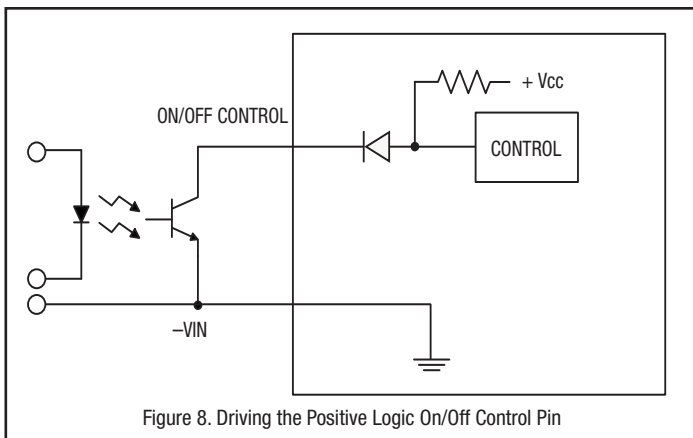 + Vcc
ON/OFF CONTROL
CONTROL
–VIN
Figure 8. Driving the Positive Logic On/Off Control Pin